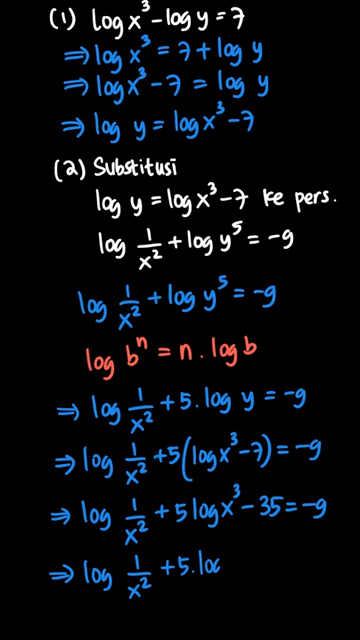 (1) log x³ - log y = 7
⇒ log x³ = 7 + log y
⇒ log x³ - 7 = log y
⇒ log y = log x³ - 7
(2) Substitusi
log y = log x³ - 7 ke pers.
log 1/x² + log y⁵ = -9
log 1/x² + log y⁵ = -9
log bⁿ = n . log b
⇒ log 1/x² + 5 . log y = -9
⇒ log 1/x² + 5(log x³ - 7) = -9
⇒ log 1/x² + 5 log x³ - 35 = -9
⇒ log 1/x² + 5 . loc